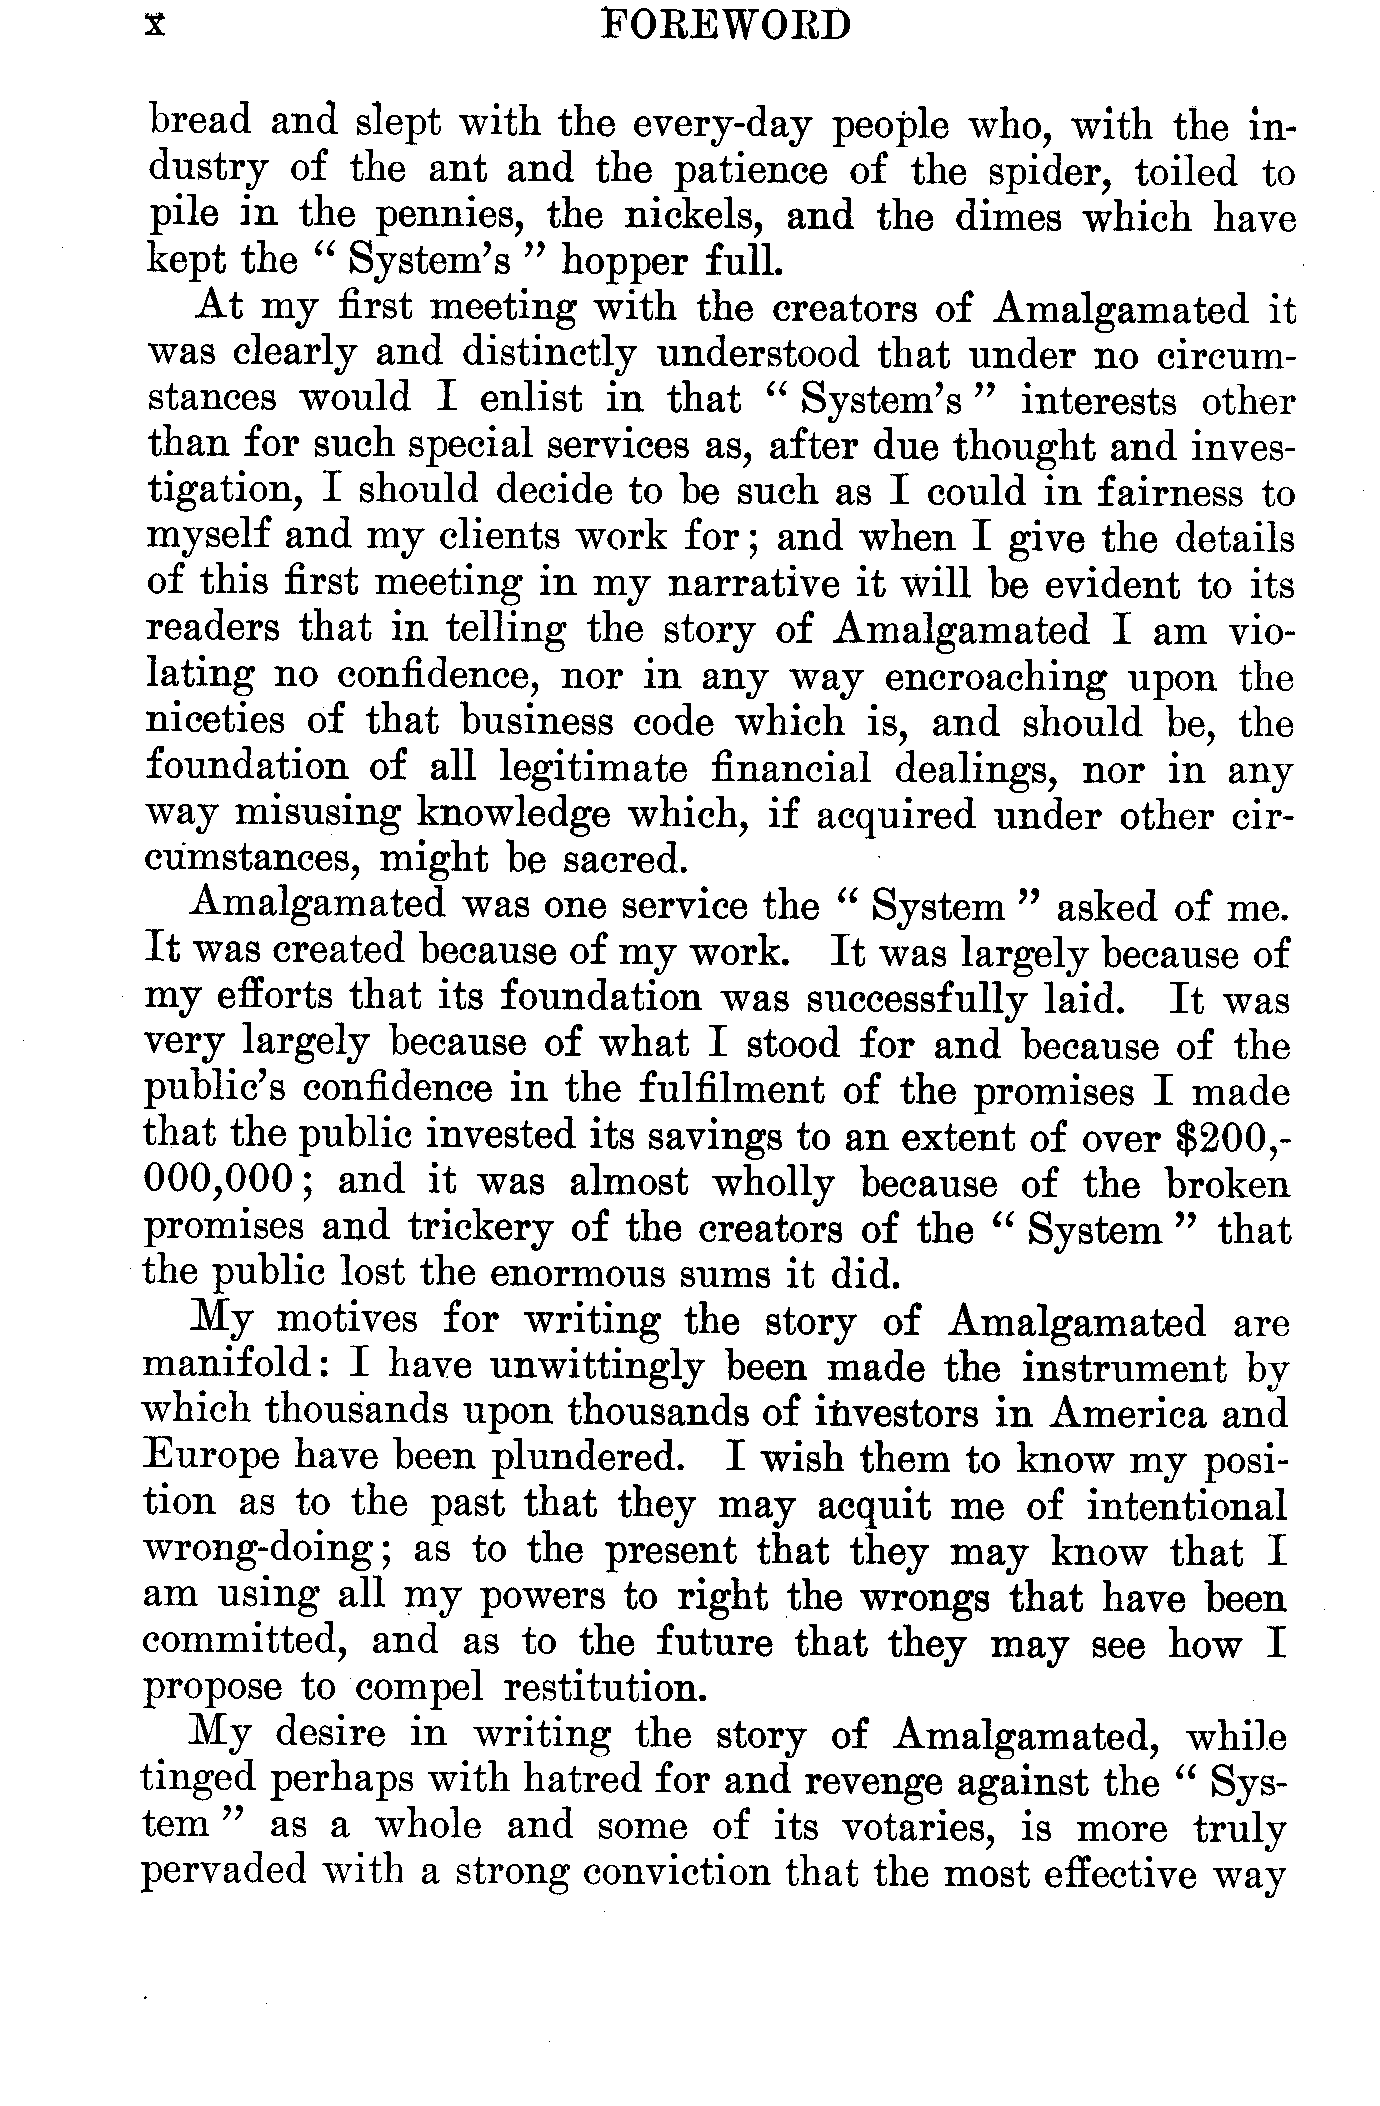 x FOREWORD
bread and slept with the every-day people who, with the in-
dustry of the ant and the patience of the spider, toiled to
pile in the pennies, the nickels, and the dimes which have
kept the “ System’s ” hopper full.
At my first meeting with the creators of Amalgamated it
was clearly and distinctly understood that under no circum-
stances would I enlist in that “ System’s ” interests other
than for such special services as, after due thought and inves-
tigation, I should decide to be such as I could in fairness to
myself and my clients work for; and when I give the details
of this first meeting in my narrative it will be evident to its
readers that in telling the story of Amalgamated I am vio-
lating no confidence, nor in any way encroaching upon the
niceties of that business code which is, and should be, the
foundation of all legitimate financial dealings, nor in any
way misusing knowledge which, if acquired under other cir-
cumstances, might be sacred.
Amalgamated was one service the “ System ” asked of me.
It was created because of my work. It was largely because of
my efforts that its foundation was successfully laid. It was
very largely because of what I stood for and because of the
public’s confidence in the fulfilment of the promises I made
that the public invested its savings to an extent of over $200,-
000,000; and it was almost wholly because of the broken
promises and trickery of the creators of the “ System ” that
the public lost the enormous sums it did.
My motives for writing the story of Amalgamated are
manifold: I have unwittingly been made the instrument by
which thousands upon thousands of investors in America and
Europe have been plundered. I wish them to know my posi-
tion as to the past that they may acquit me of intentional
wrong-doing; as to the present that they may know that I
am using all my powers to right the wrongs that have been
committed, and as to the future that they may see how I
propose to compel restitution.
My desire in writing the story of Amalgamated, while
tinged perhaps with hatred for and revenge against the “ Sys-
tem ” as a whole and some of its votaries, is more truly
pervaded with a strong conviction that the most effective way